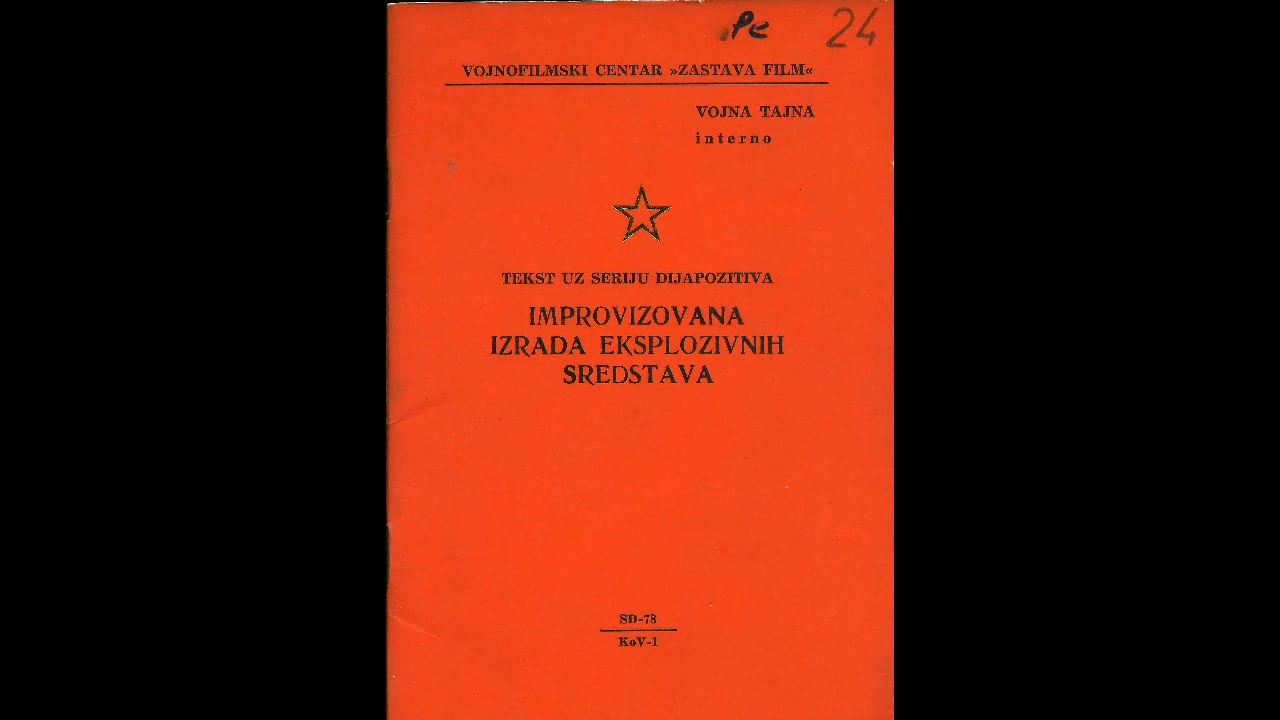 Pe 24
VOJNOFILMSKI CENTAR »ZASTAVA FILM«
VOJNA TAJNA
interno
TEKST UZ SERIJU DIJAPOZITIVA
IMPROVIZOVANA
IZRADA EKSPLOZIVNIH
SREDSTAVA
SD-78
KoV-1